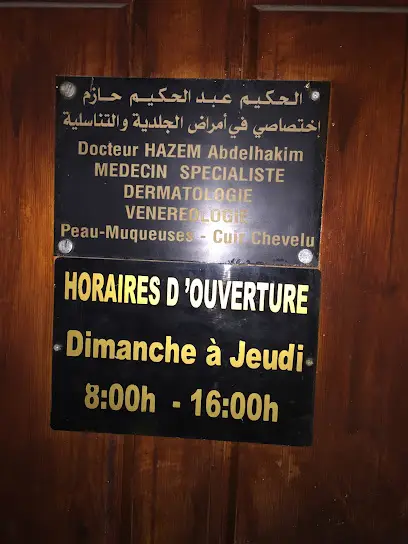 الحكيم عبد الحكيم حازم
إختصاصي في أمراض الجلدية والتناسلية
Docteur HAZEM Abdelhakim
MEDECIN SPECIALISTE
DERMATOLOGIE
VENEREOLOGIE
Peau-Muqueuses - Cuir Chevelu
HORAIRES D'OUVERTURE
Dimanche à Jeudi
8:00h - 16:00h